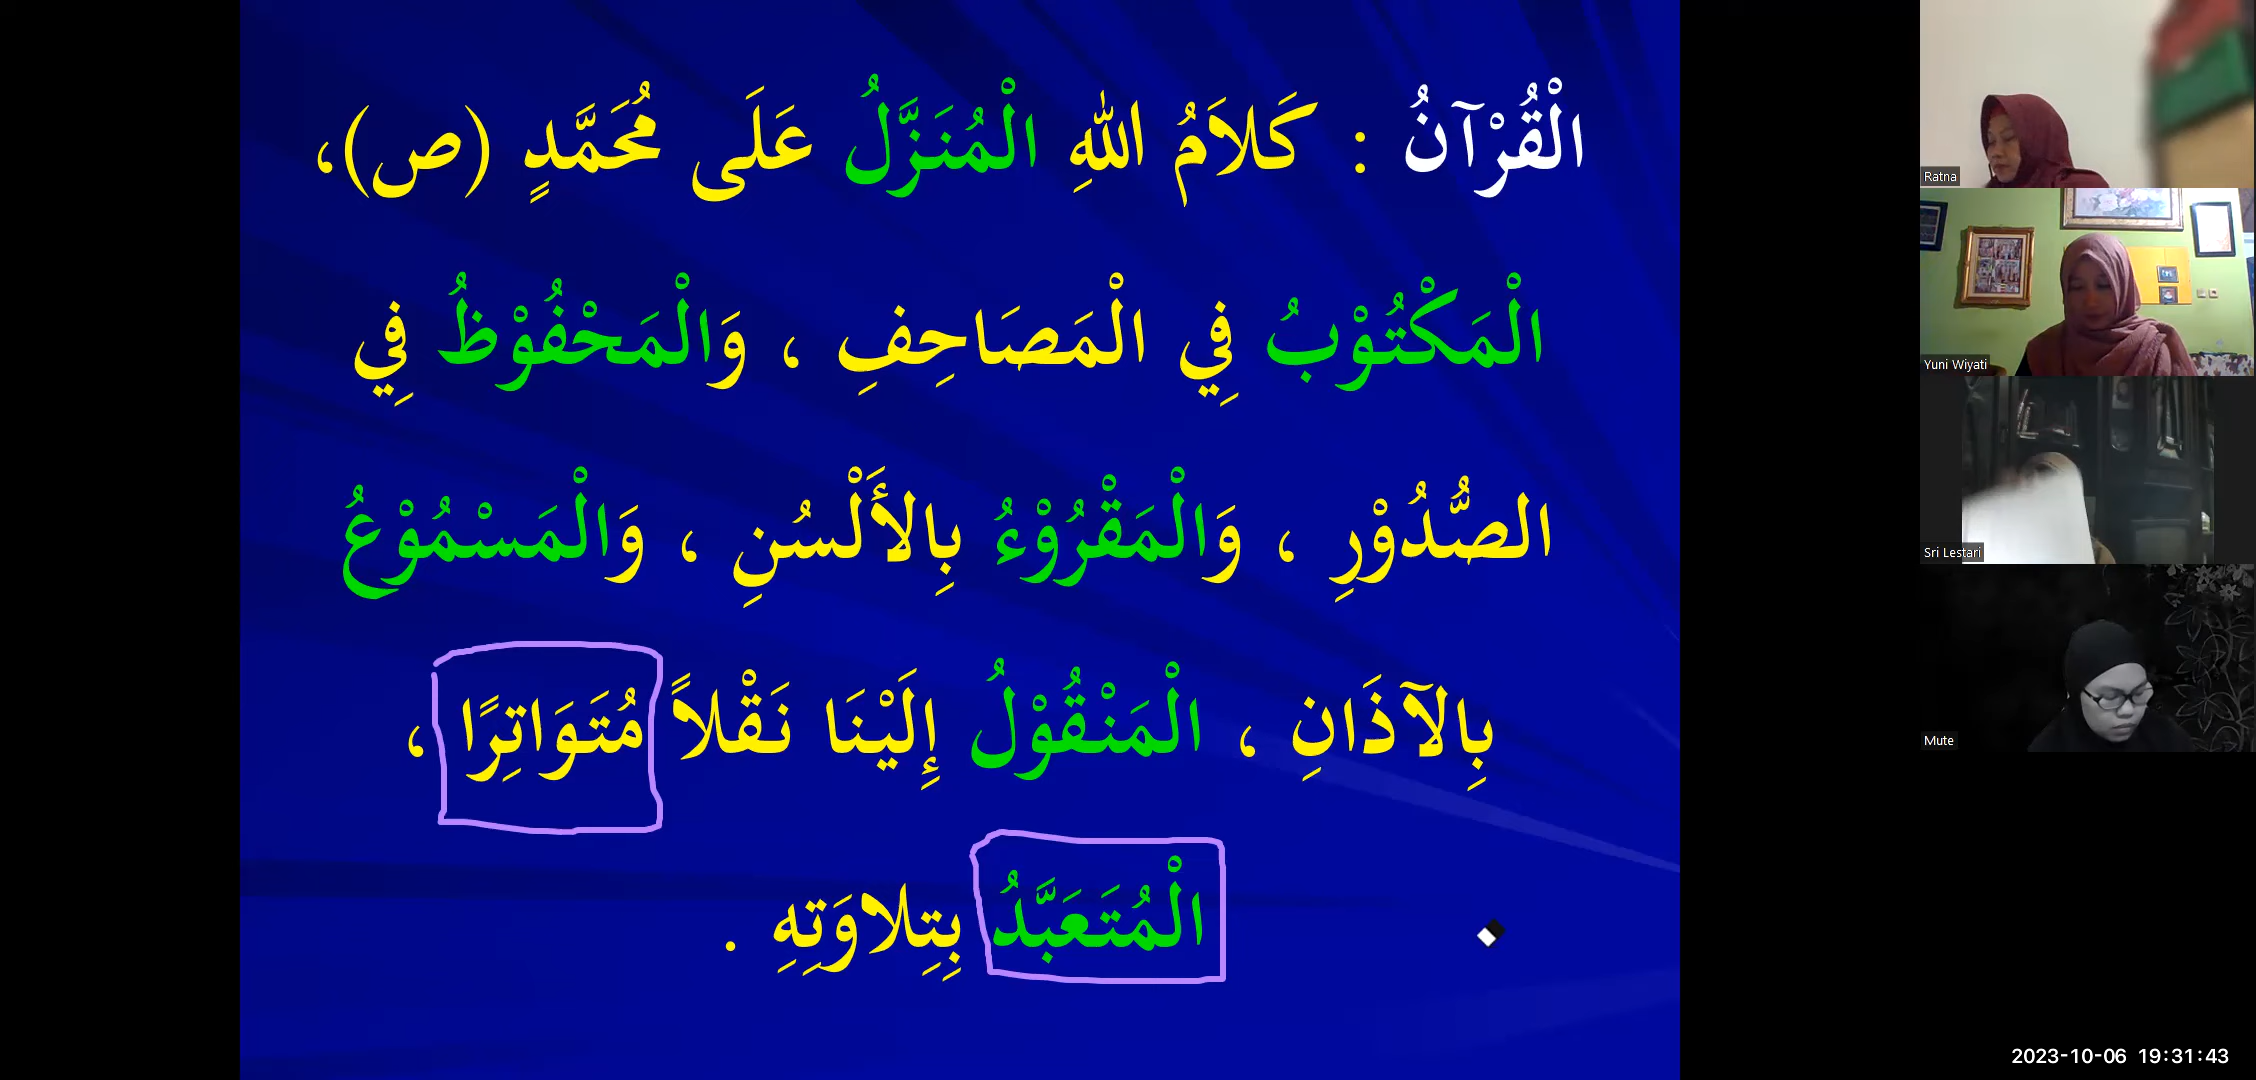 الْقُرْآنُ : كَلاَمُ اللهِ الْمُنَزَّلُ عَلَى مُحَمَّدٍ (ص)،
الْمَكْتُوْبُ فِي الْمَصَاحِفِ ، وَالْمَحْفُوْظُ فِي
الصُّدُوْرِ ، وَالْمَقْرُوْءُ بِالأَلْسُنِ ، وَالْمَسْمُوْعُ
بِالآذَانِ ، الْمَنْقُوْلُ إِلَيْنَا نَقْلاً مُتَوَاتِرًا ،
الْمُتَعَبَّدُ بِتِلاوَتِهِ .
Ratna
Yuni Wiyati
Sri Lestari
Mute
2023-10-06 19:31:43